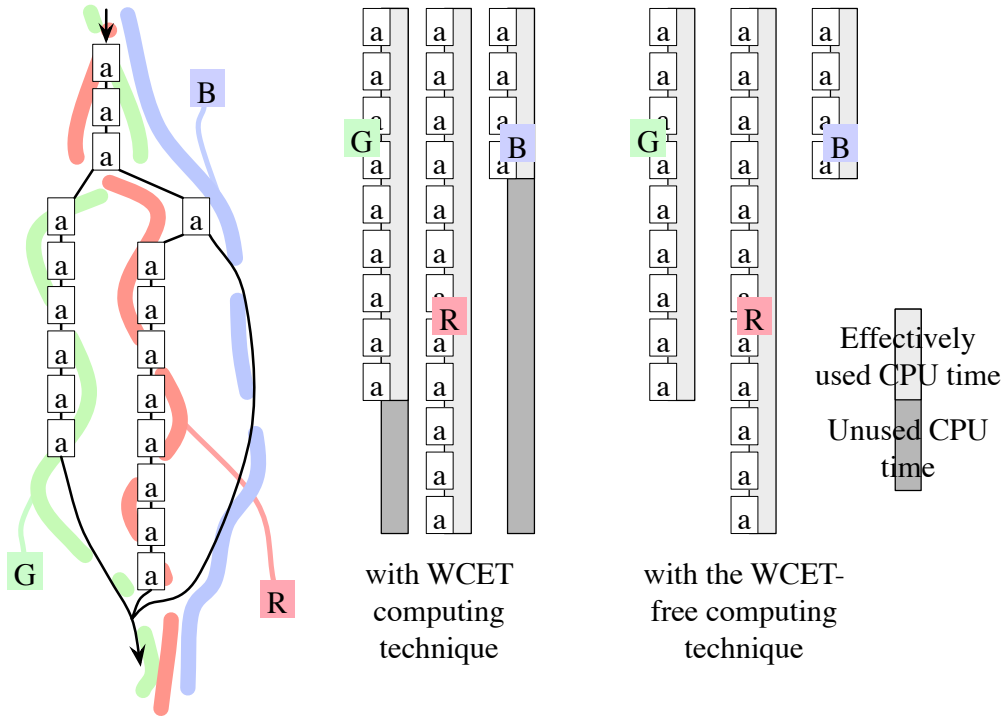 a
B
a
a
a a
a a
a a
a a
a a
a a
a
a
a
G
R
a a a
a a a
a a a
G B
a a a
a a
a a
a a
R
a a
a a
a
a
a
with WCET
computing
technique
a a a
a a a
a a a
G B
a a a
a a
a a
a a
R
a a
a a
a
a
a
with the WCET-
free computing
technique
Effectively
used CPU time
Unused CPU
time